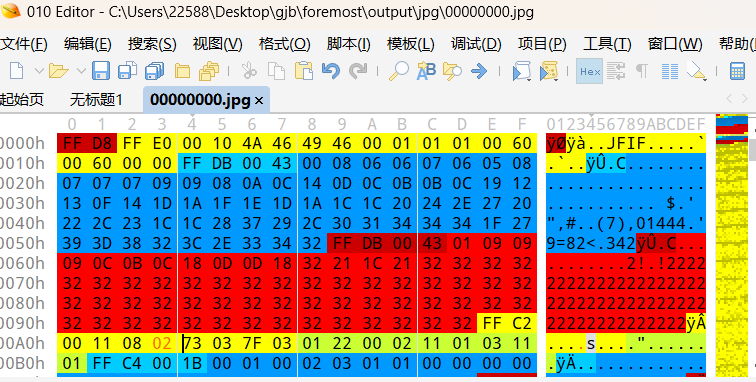 010 Editor - C:\Users\22588\Desktop\gjb\foremost\output\jpg\00000000.jpg
文件(F) 编辑(E) 搜索(S) 视图(V) 格式(O) 脚本(I) 模板(L) 调试(D) 项目(P) 工具(T) 窗口(W) 帮助(
Hex
起始页 无标题1 00000000.jpg ×
0 1 2 3 4 5 6 7 8 9 A B C D E F 0123456789ABCDEF
0000h FF D8 FF E0 00 10 4A 46 49 46 00 01 01 01 00 60 ÿØÿà..JFIF.....`
0010h 00 60 00 00 FF DB 00 43 00 08 06 06 07 06 05 08 .`..ÿÛ.C........
0020h 07 07 07 09 09 08 0A 0C 14 0D 0C 0B 0B 0C 19 12 ................
0030h 13 0F 14 1D 1A 1F 1E 1D 1A 1C 1C 20 24 2E 27 20 ........... $.'
0040h 22 2C 23 1C 1C 28 37 29 2C 30 31 34 34 34 1F 27 ",#..(7),01444.'
0050h 39 3D 38 32 3C 2E 33 34 32 FF DB 00 43 01 09 09 9=82<.342ÿÛ.C...
0060h 09 0C 0B 0C 18 0D 0D 18 32 21 1C 21 32 32 32 32 ........2!.!2222
0070h 32 32 32 32 32 32 32 32 32 32 32 32 32 32 32 32 2222222222222222
0080h 32 32 32 32 32 32 32 32 32 32 32 32 32 32 32 32 2222222222222222
0090h 32 32 32 32 32 32 32 32 32 32 32 32 32 32 FF C2 22222222222222ÿÂ
00A0h 00 11 08 02 73 03 7F 03 01 22 00 02 11 01 03 11 ....s...."......
00B0h 01 FF C4 00 1B 00 01 00 02 03 01 01 00 00 00 00 .ÿÄ.............